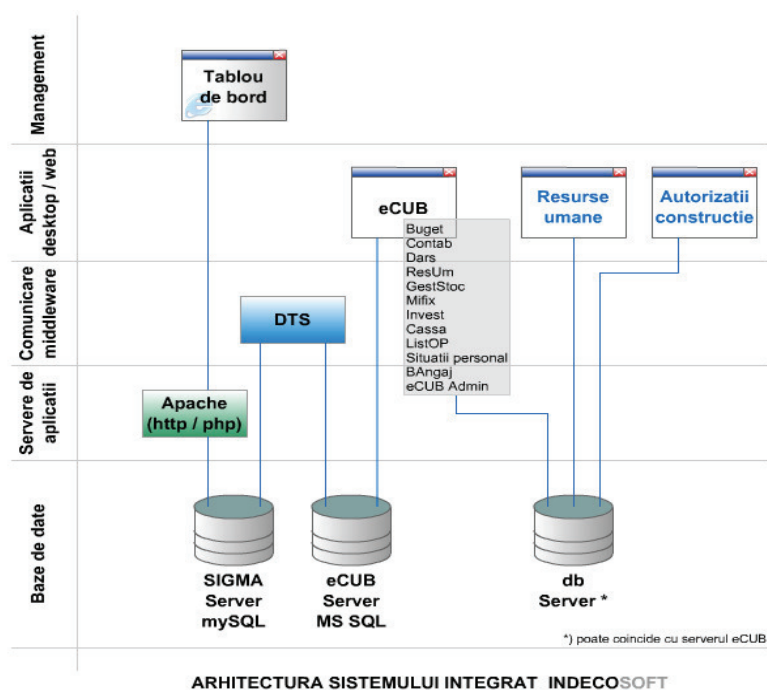 Management
Tablou
de bord
Aplicatii
desktop / web
eCUB
Resurse
umane
Autorizatii
constructie
Buget
Contab
Dars
ResUm
GestStoc
Mifix
Invest
Cassa
ListOP
Situatii personal
BAngaj
eCUB Admin
Comunicare
middleware
DTS
Servere de
aplicatii
Apache
(http / php)
Baze de date
SIGMA
Server
mySQL
eCUB
Server
MS SQL
db
Server *
*) poate coincide cu serverul eCUB
ARHITECTURA SISTEMULUI INTEGRAT INDECOSOFT